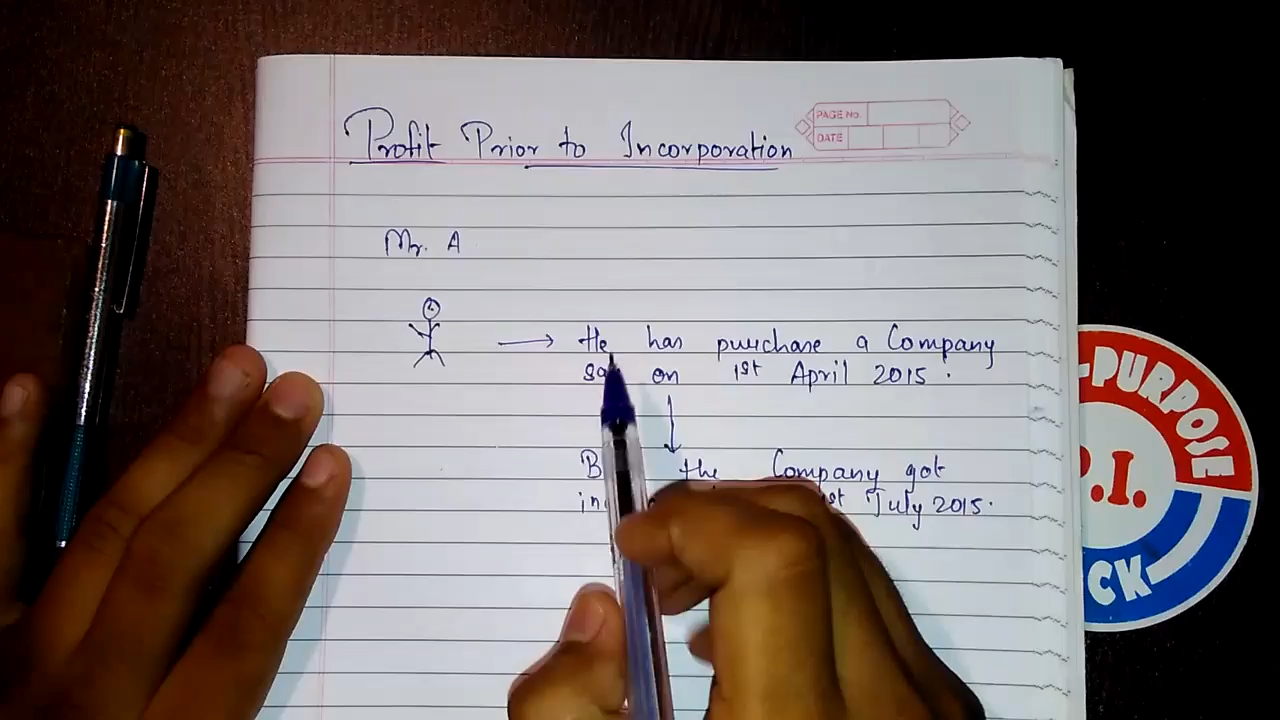 Profit Prior to Incorporation
PAGE No.
DATE
Mr. A
He has purchase a Company
on 1st April 2015.
the Company got
July 2015.
-PURPOSE
P.I.
CK